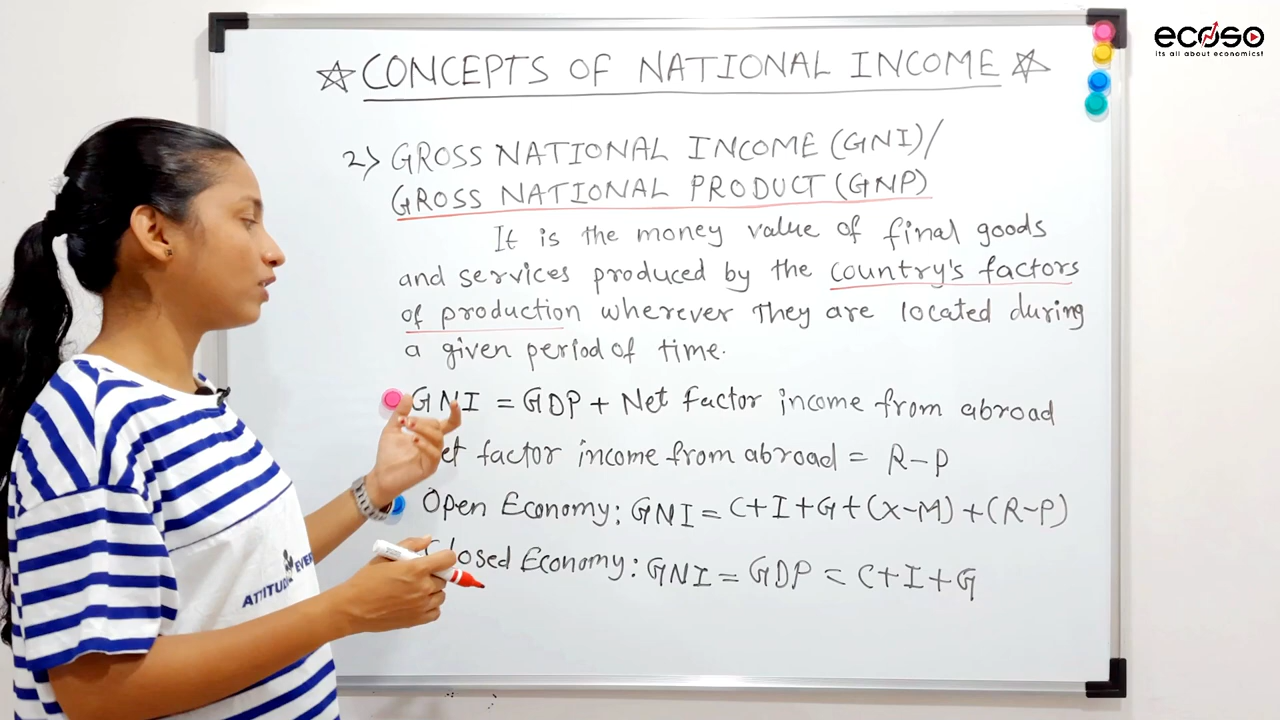 ecoso
its all about economics!
☆ CONCEPTS OF NATIONAL INCOME ☆
2> GROSS NATIONAL INCOME (GNI)/
GROSS NATIONAL PRODUCT (GNP)
It is the money value of final goods
and services produced by the country's factors
of production wherever they are located during
a given period of time.
GNI = GDP + Net factor income from abroad
factor income from abroad = R-P
Open Economy: GNI = C+I+G+(X-M)+(R-P)
Closed Economy: GNI = GDP = C+I+G
ATTITUD
EVER